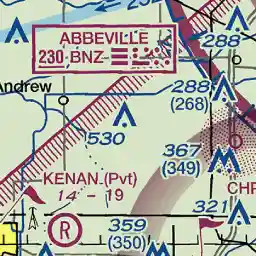 ABBEVILLE
230 BNZ
288
Andrew
288
(268)
530
367
(349)
KENAN (Pvt)
14 - 19
CHR
321
R
359
(350)